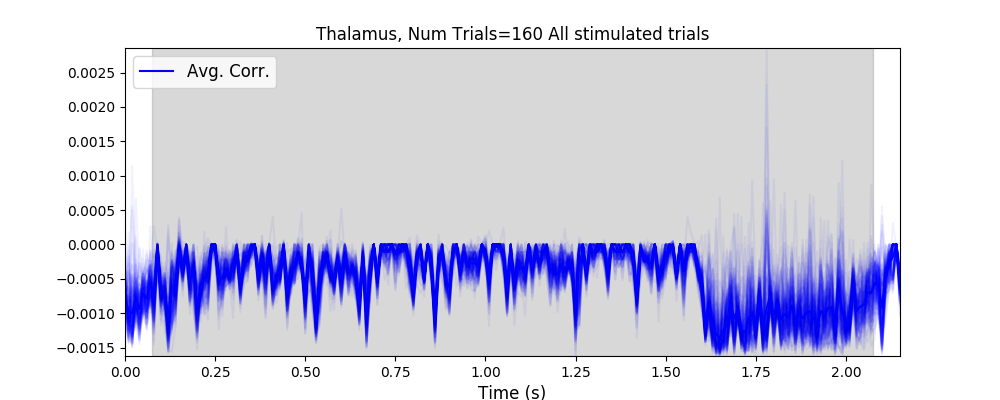 Thalamus, Num Trials=160 All stimulated trials
Avg. Corr.
0.0025
0.0020
0.0015
0.0010
0.0005
0.0000
−0.0005
−0.0010
−0.0015
0.00 0.25 0.50 0.75 1.00 1.25 1.50 1.75 2.00
Time (s)